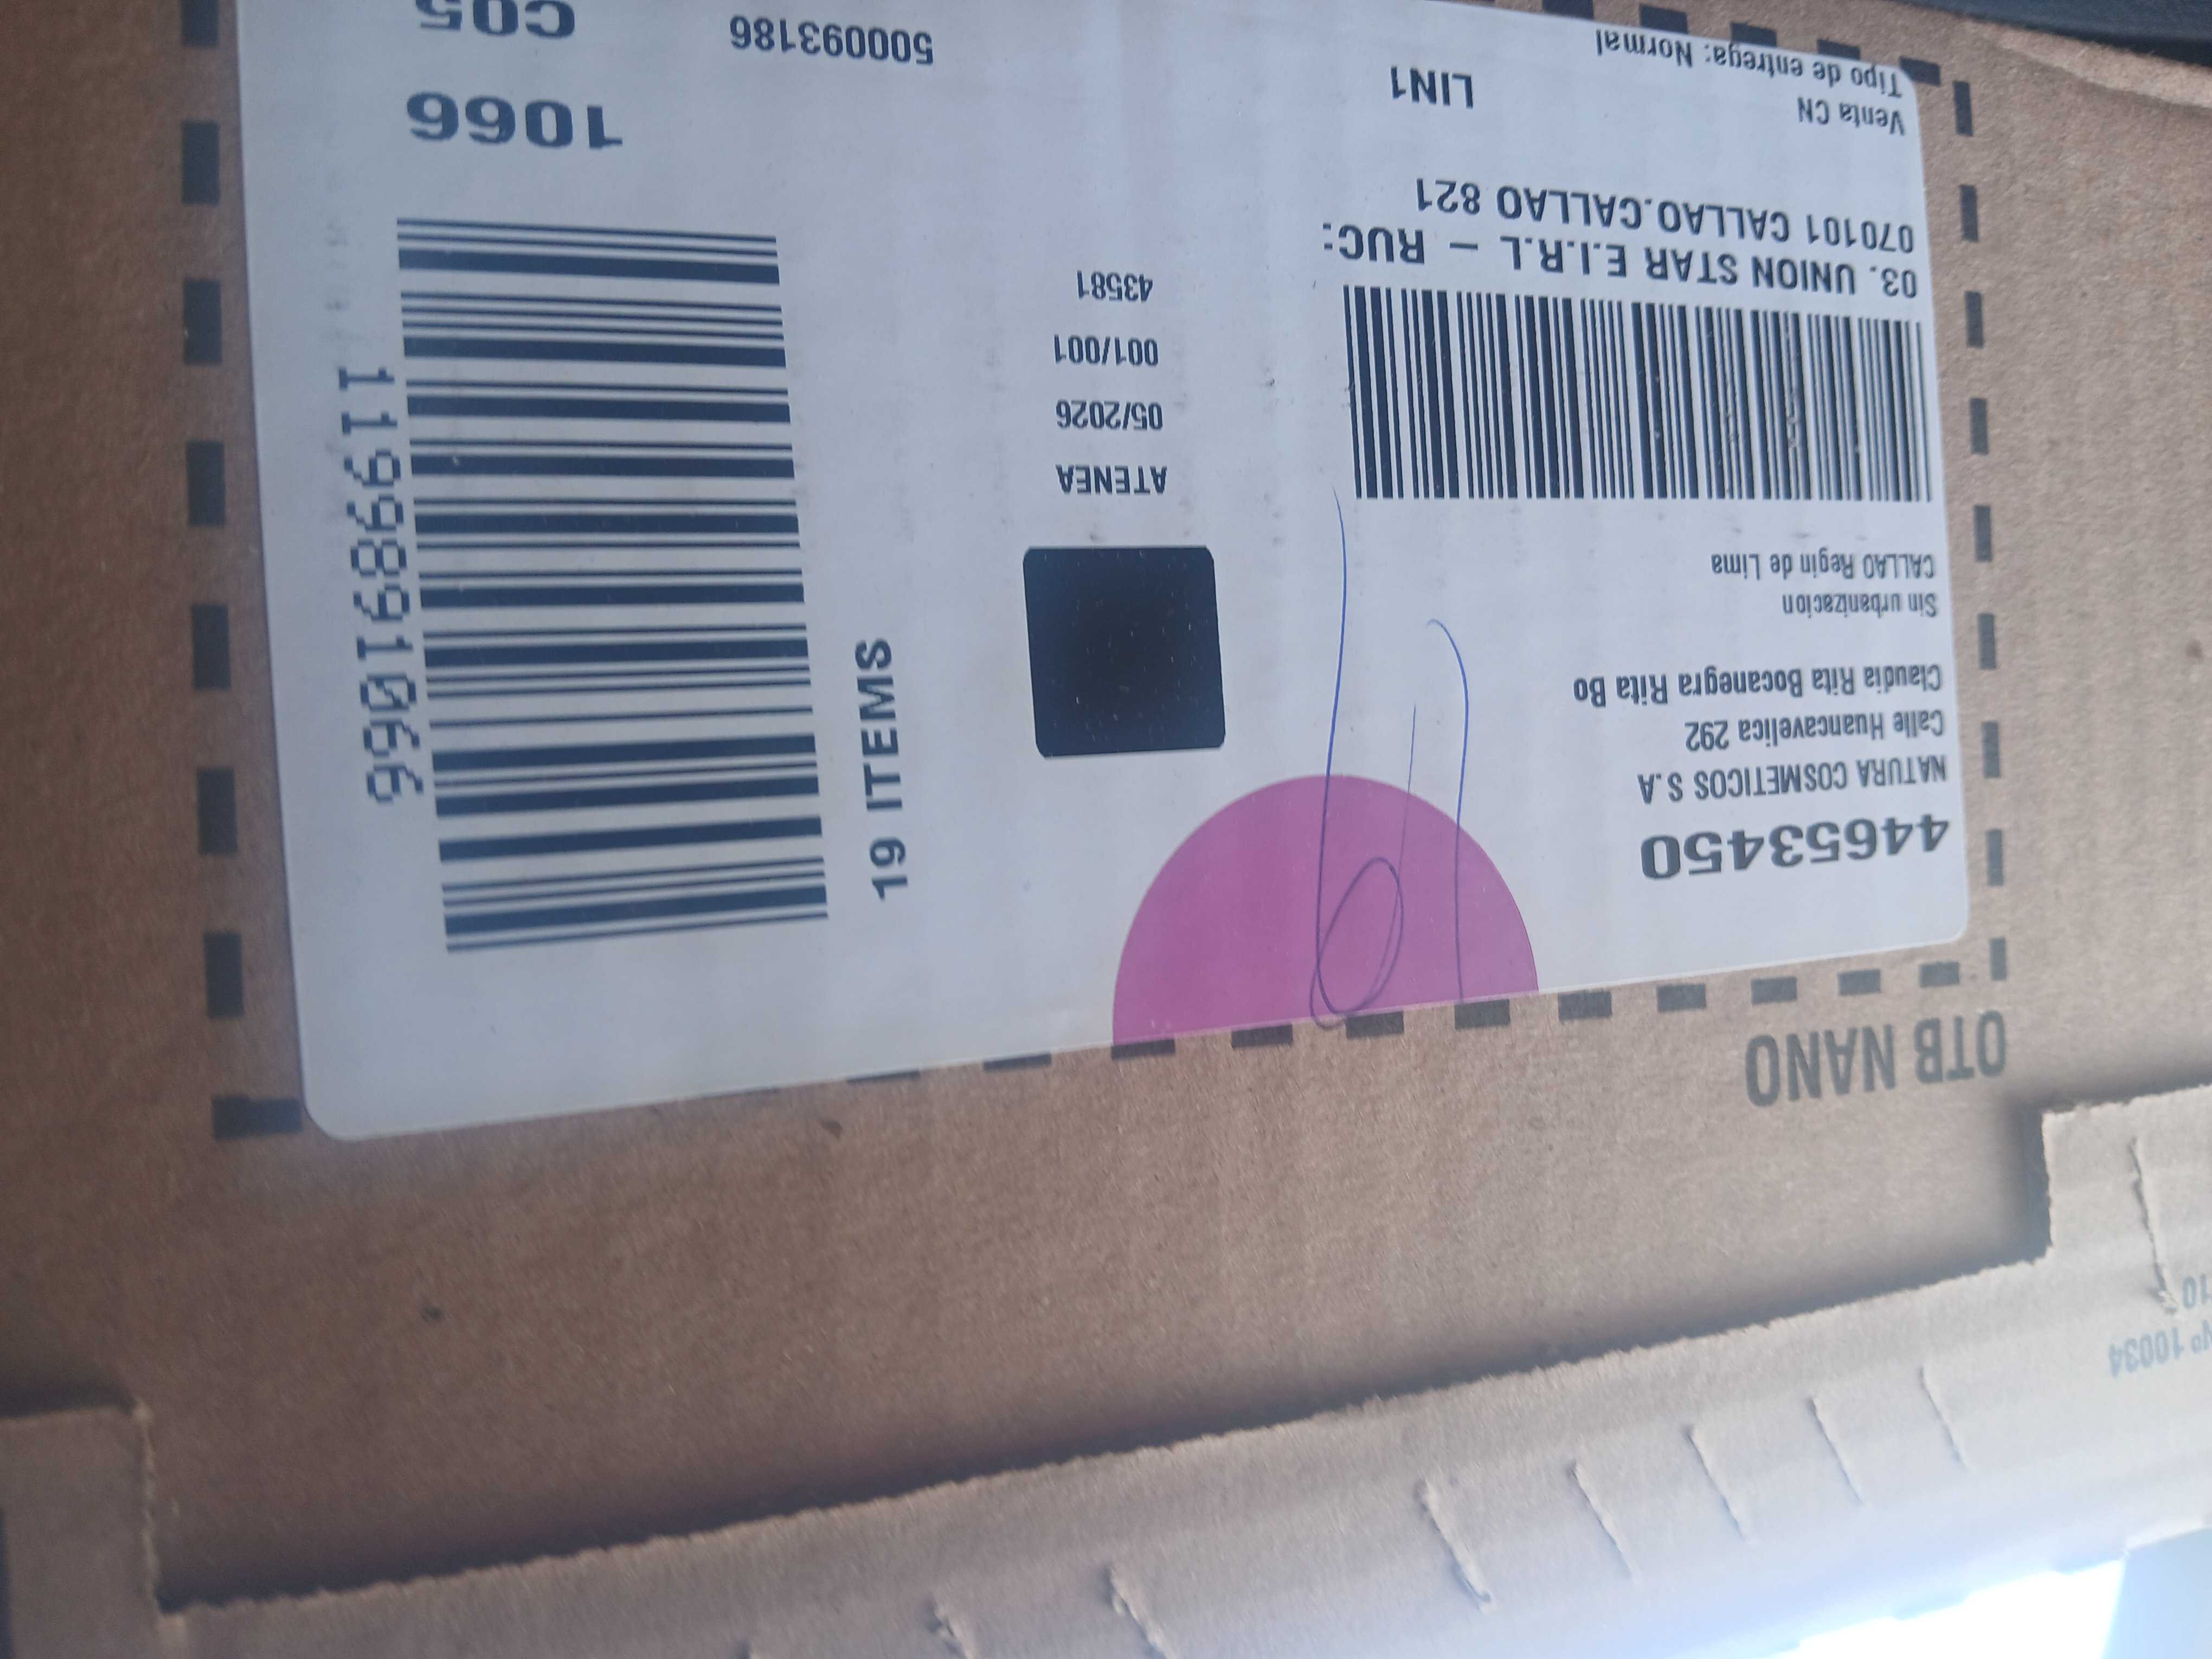 OTB NANO
44653450
NATURA COSMETICOS S.A
Calle Huancavelica 292
Claudia Rita Bocanegra Rita Bo
Sin urbanizacion
CALLAO Regin de Lima
03. UNION STAR E.I.R.L - RUC:
070101 CALLAO.CALLAO 821
Venta CN
LIN1
Tipo de entrega: Normal
ATENEA
05/2026
001/001
43581
19 ITEMS
1199891066
1066
500093186
C05
Nº 10034